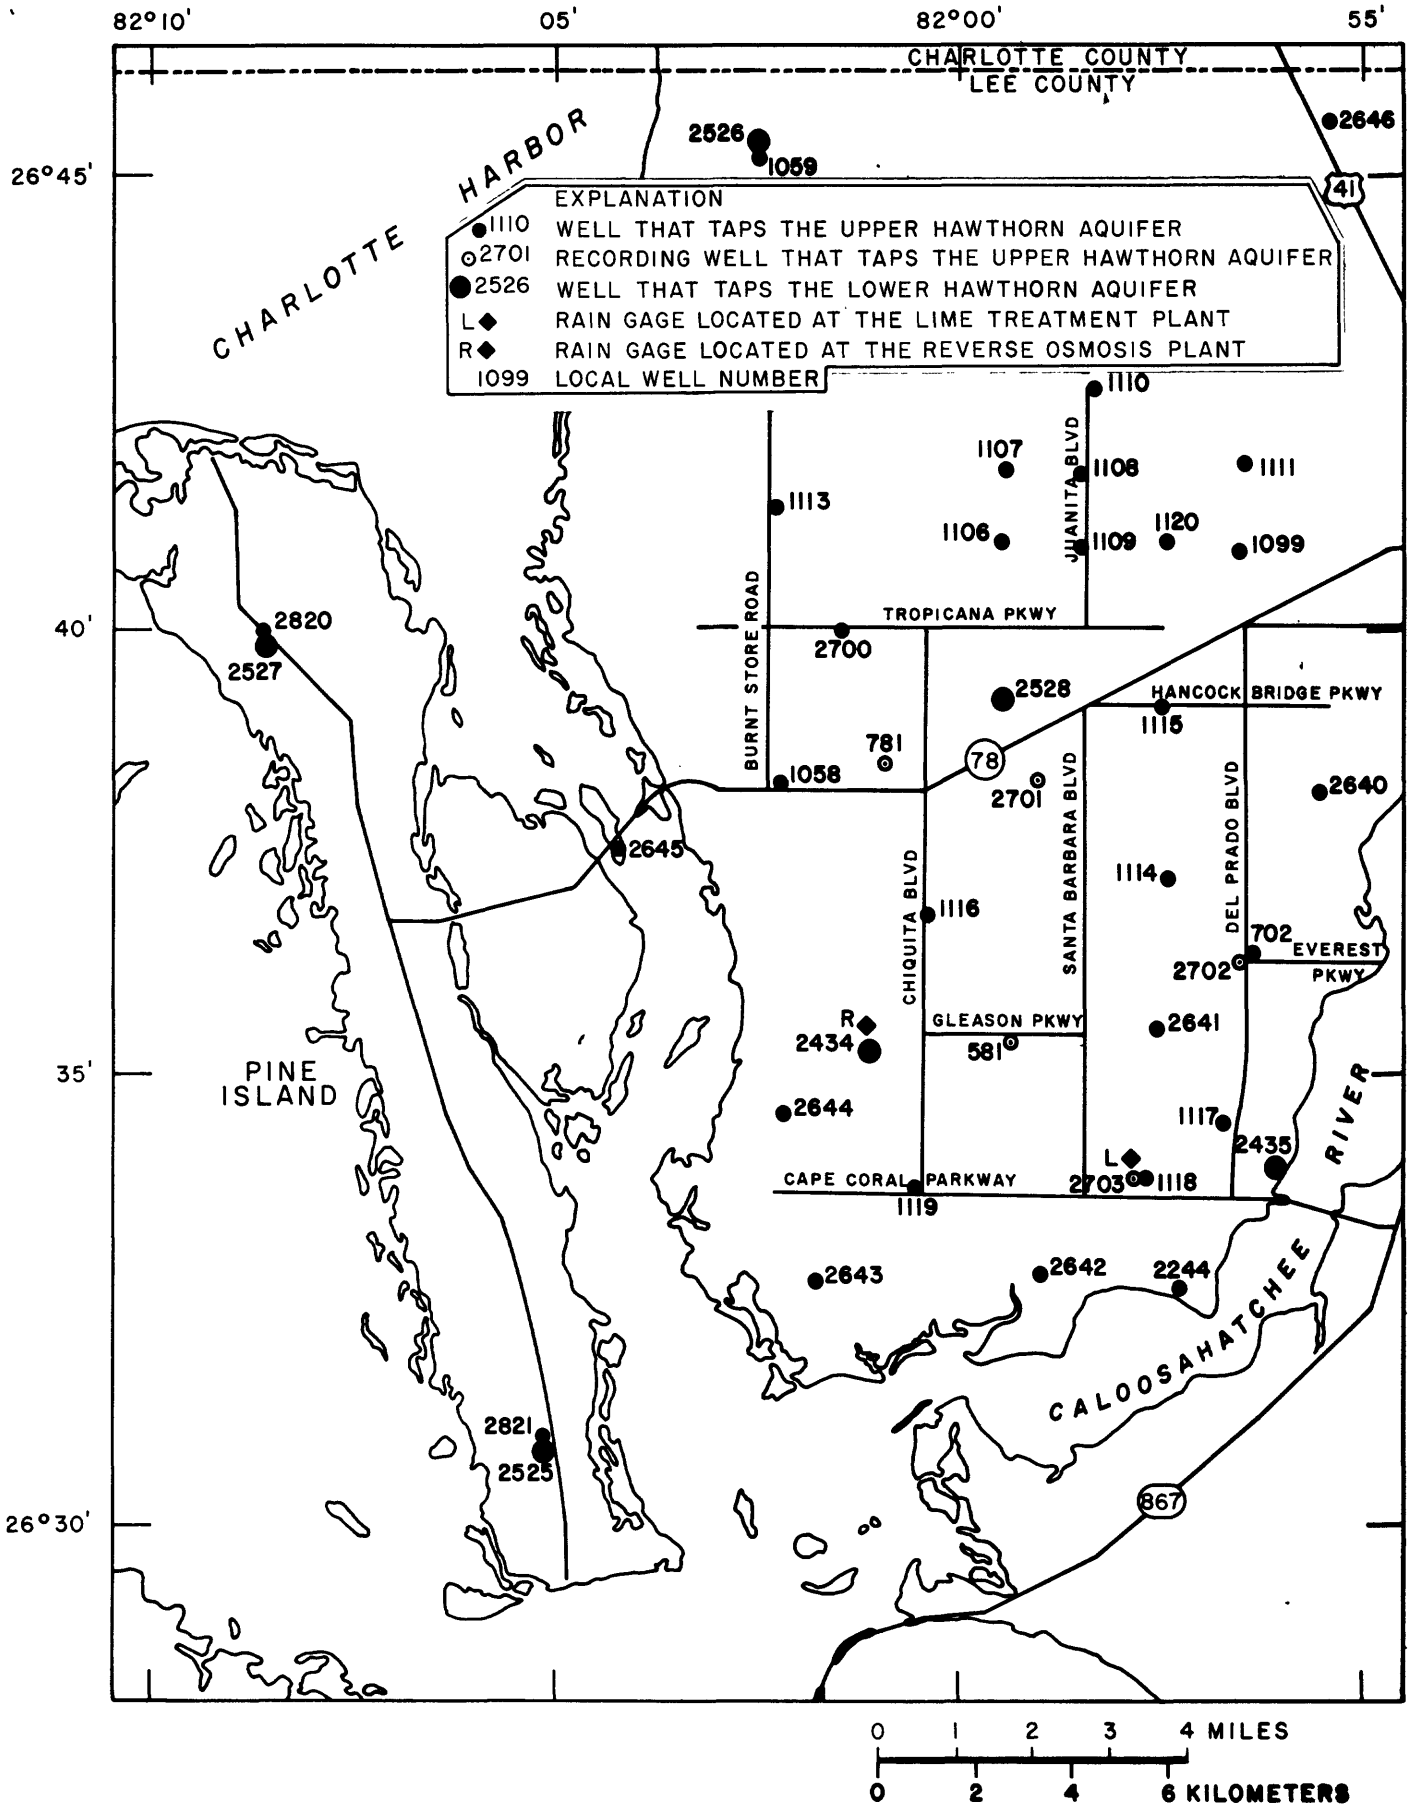 82°10' 05' 82°00' 55'
CHARLOTTE COUNTY
LEE COUNTY
2646
2526
1059
26°45'
41
CHARLOTTE HARBOR
EXPLANATION
1110 WELL THAT TAPS THE UPPER HAWTHORN AQUIFER
2701 RECORDING WELL THAT TAPS THE UPPER HAWTHORN AQUIFER
2526 WELL THAT TAPS THE LOWER HAWTHORN AQUIFER
L RAIN GAGE LOCATED AT THE LIME TREATMENT PLANT
R RAIN GAGE LOCATED AT THE REVERSE OSMOSIS PLANT
1099 LOCAL WELL NUMBER
1110
JUANITA BLVD
1107
1108
1111
1113
1106
1109
1120
1099
BURNT STORE ROAD
TROPICANA PKWY
2820
40'
2527
2700
2528
HANCOCK BRIDGE PKWY
1115
781
78
1058
2701
SANTA BARBARA BLVD
DEL PRADO BLVD
2640
2645
CHIQUITA BLVD
1114
1116
702
EVEREST
PKWY
2702
R
2434
GLEASON PKWY
581
2641
PINE
ISLAND
35'
2644
1117
RIVER
2435
L
CAPE CORAL PARKWAY
2703
1118
1119
2643
2642
2244
CALOOSAHATCHEE
2821
2525
867
26°30'
0 1 2 3 4 MILES
0 2 4 6 KILOMETERS